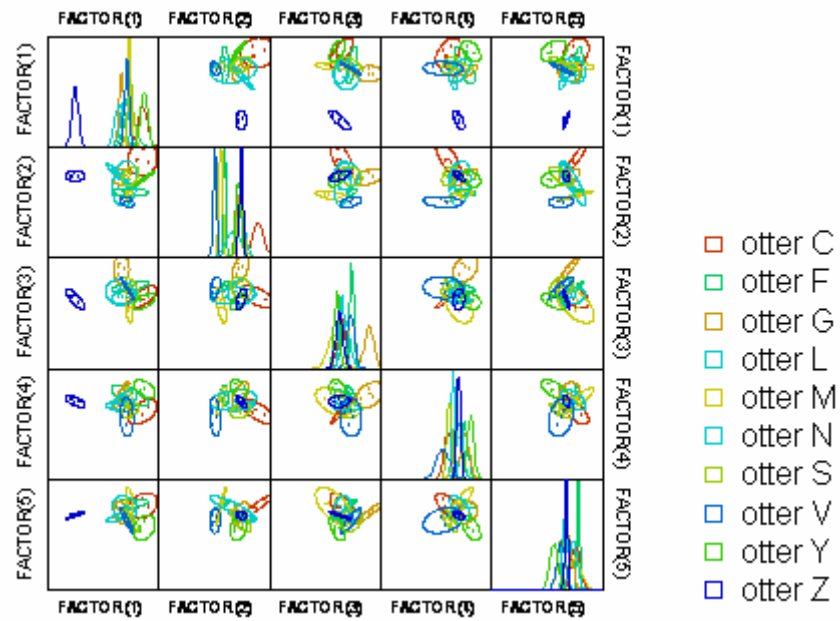 FACTOR(1) FACTOR(2) FACTOR(3) FACTOR(4) FACTOR(5)
FACTOR(1) FACTOR(1)
FACTOR(2) FACTOR(2)
FACTOR(3) FACTOR(3)
FACTOR(4) FACTOR(4)
FACTOR(5) FACTOR(5)
FACTOR(1) FACTOR(2) FACTOR(3) FACTOR(4) FACTOR(5)
otter C
otter F
otter G
otter L
otter M
otter N
otter S
otter V
otter Y
otter Z